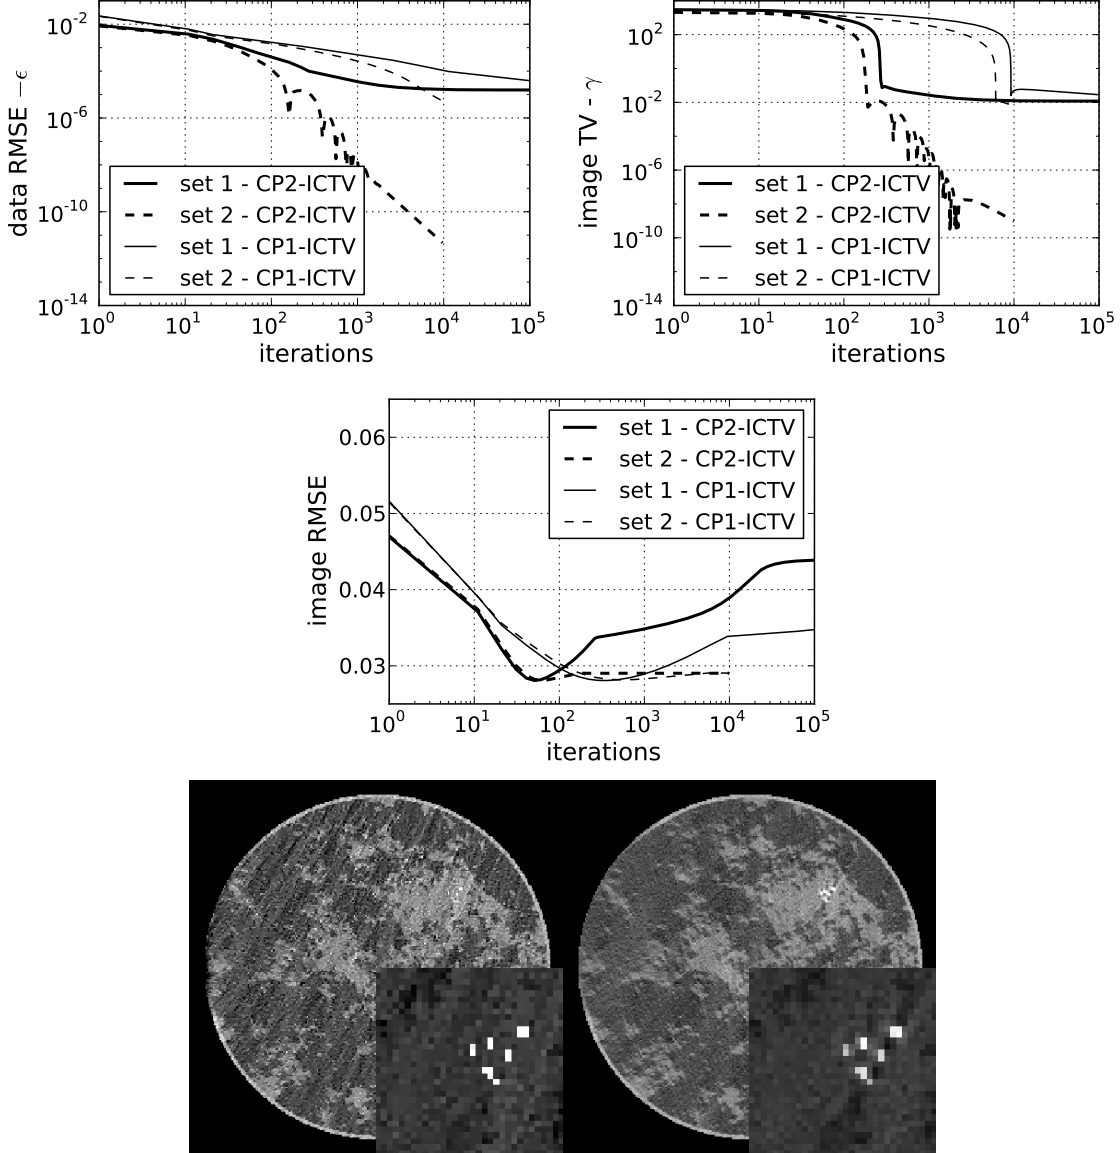 10^-2
10^-6
10^-10
10^-14
data RMSE −ϵ
set 1 - CP2-ICTV
set 2 - CP2-ICTV
set 1 - CP1-ICTV
set 2 - CP1-ICTV
10^0 10^1 10^2 10^3 10^4 10^5
iterations
10^2
10^-2
10^-6
10^-10
10^-14
image TV - γ
set 1 - CP2-ICTV
set 2 - CP2-ICTV
set 1 - CP1-ICTV
set 2 - CP1-ICTV
10^0 10^1 10^2 10^3 10^4 10^5
iterations
0.06
0.05
0.04
0.03
image RMSE
set 1 - CP2-ICTV
set 2 - CP2-ICTV
set 1 - CP1-ICTV
set 2 - CP1-ICTV
10^0 10^1 10^2 10^3 10^4 10^5
iterations